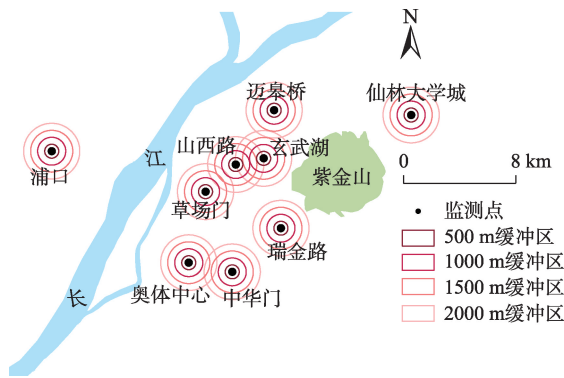 N
迈皋桥
仙林大学城
山西路
玄武湖
江
浦口
紫金山
0 8 km
草场门
监测点
瑞金路
500 m缓冲区
1000 m缓冲区
奥体中心
中华门
长
1500 m缓冲区
2000 m缓冲区